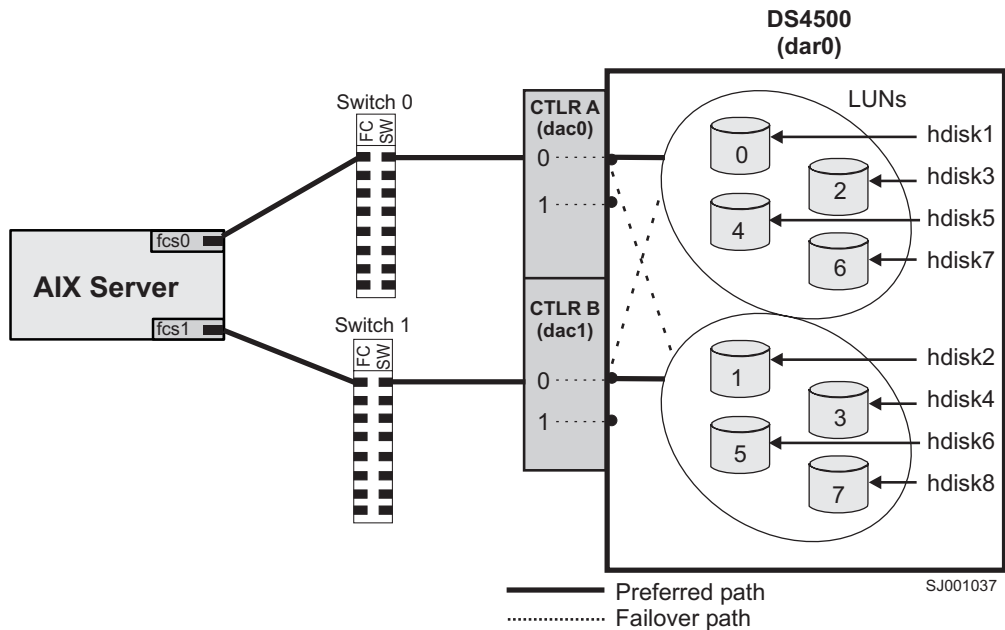 DS4500
(dar0)
Switch 0
FC
SW
CTLR A
(dac0)
0
1
LUNs
0
2
4
6
hdisk1
hdisk3
hdisk5
hdisk7
AIX Server
fcs0
fcs1
Switch 1
FC
SW
CTLR B
(dac1)
0
1
1
3
5
7
hdisk2
hdisk4
hdisk6
hdisk8
SJ001037
Preferred path
Failover path